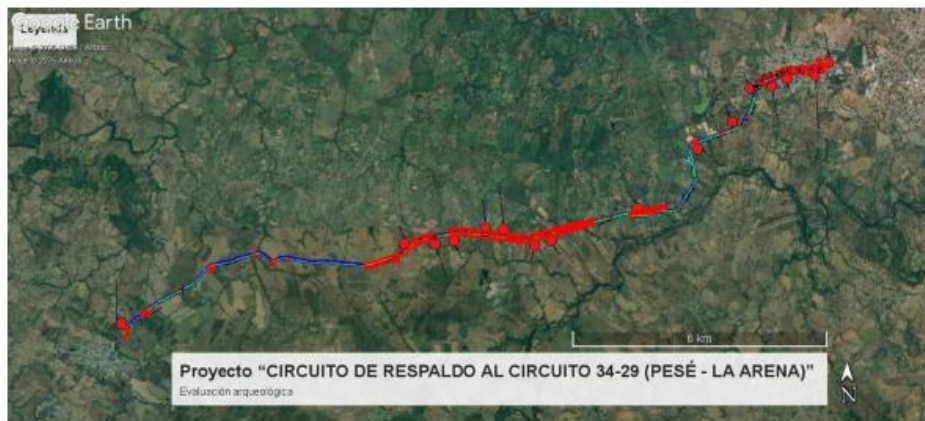 Google Earth
Leyenda
6 km
Proyecto “CIRCUITO DE RESPALDO AL CIRCUITO 34-29 (PESÉ - LA ARENA)”
Evaluación arqueológica
N